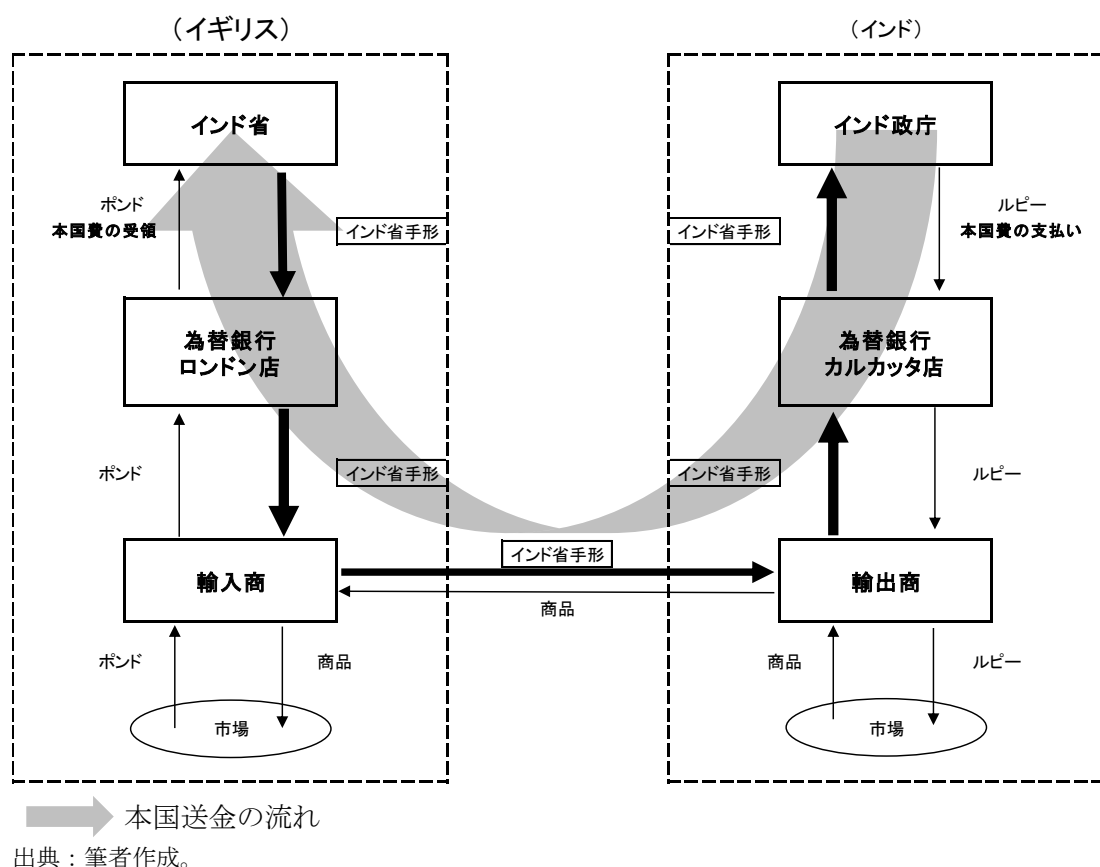 （イギリス）
（インド）
インド省
インド政庁
ポンド
本国費の受領
インド省手形
インド省手形
ルピー
本国費の支払い
為替銀行
ロンドン店
為替銀行
カルカッタ店
ポンド
インド省手形
インド省手形
ルピー
インド省手形
輸入商
輸出商
商品
ポンド
商品
商品
ルピー
市場
市場
本国送金の流れ
出典：筆者作成。